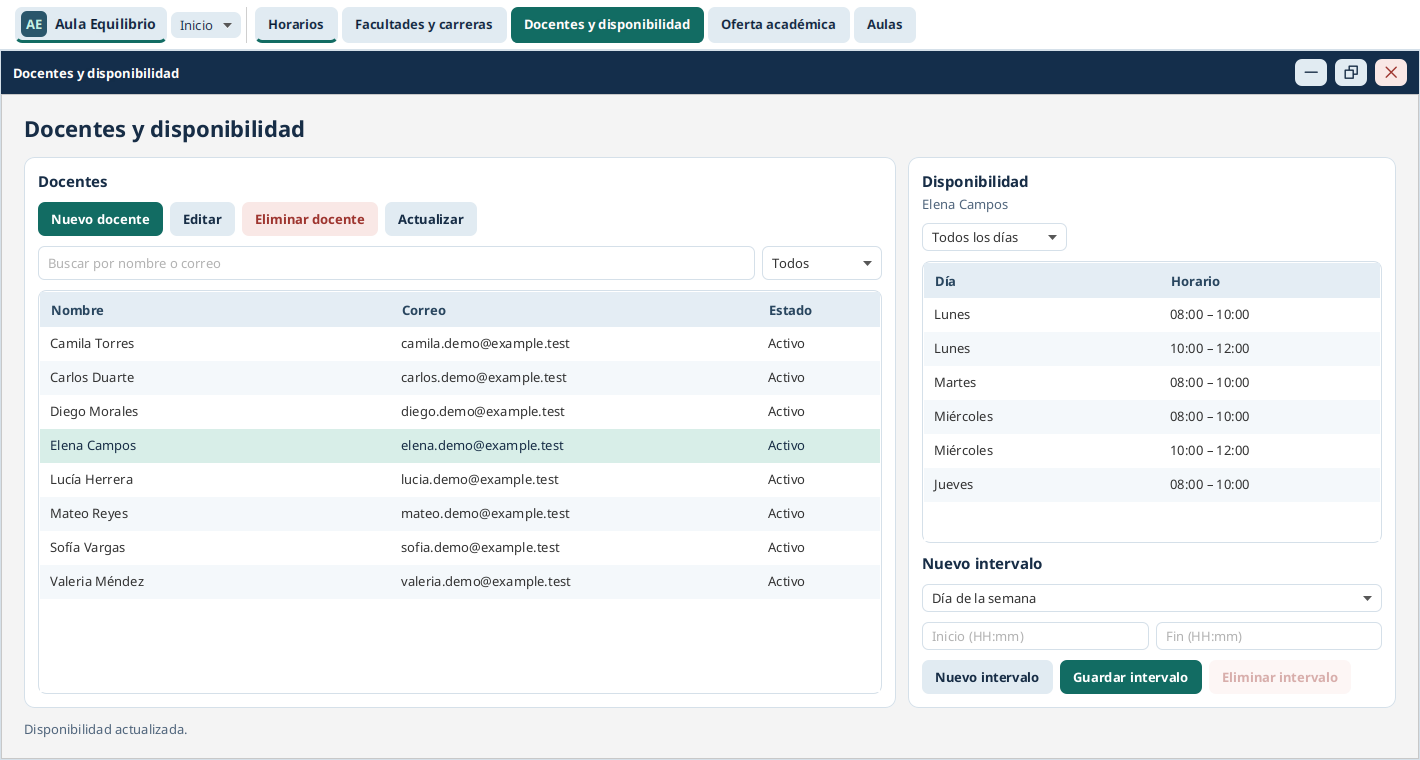 AE Aula Equilibrio Inicio Horarios Facultades y carreras Docentes y disponibilidad Oferta académica Aulas
Docentes y disponibilidad
Docentes y disponibilidad
Docentes
Nuevo docente Editar Eliminar docente Actualizar
Buscar por nombre o correo Todos
Nombre Correo Estado
Camila Torres camila.demo@example.test Activo
Carlos Duarte carlos.demo@example.test Activo
Diego Morales diego.demo@example.test Activo
Elena Campos elena.demo@example.test Activo
Lucía Herrera lucia.demo@example.test Activo
Mateo Reyes mateo.demo@example.test Activo
Sofía Vargas sofia.demo@example.test Activo
Valeria Méndez valeria.demo@example.test Activo
Disponibilidad
Elena Campos
Todos los días
Día Horario
Lunes 08:00 – 10:00
Lunes 10:00 – 12:00
Martes 08:00 – 10:00
Miércoles 08:00 – 10:00
Miércoles 10:00 – 12:00
Jueves 08:00 – 10:00
Nuevo intervalo
Día de la semana
Inicio (HH:mm) Fin (HH:mm)
Nuevo intervalo Guardar intervalo Eliminar intervalo
Disponibilidad actualizada.